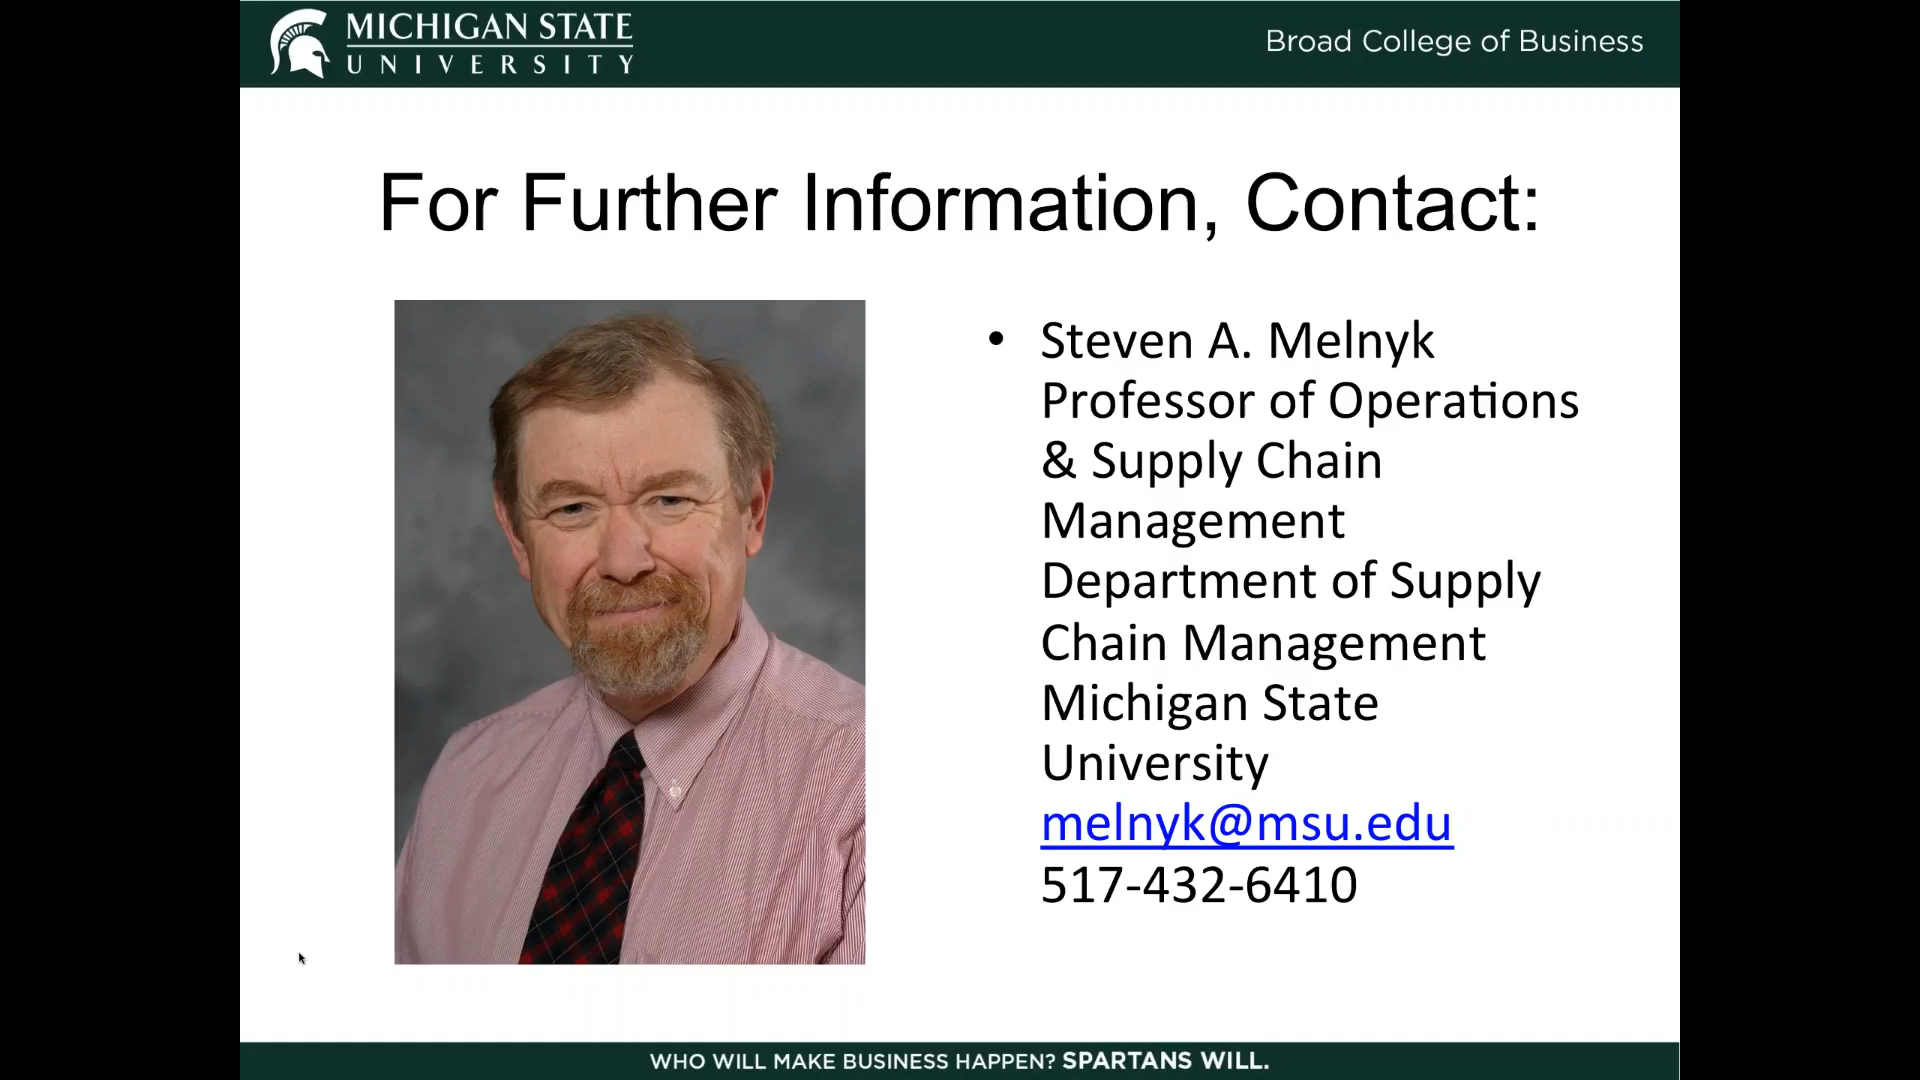 MICHIGAN STATE
UNIVERSITY
Broad College of Business
For Further Information, Contact:
• Steven A. Melnyk
Professor of Operations
& Supply Chain
Management
Department of Supply
Chain Management
Michigan State
University
melnyk@msu.edu
517-432-6410
WHO WILL MAKE BUSINESS HAPPEN? SPARTANS WILL.